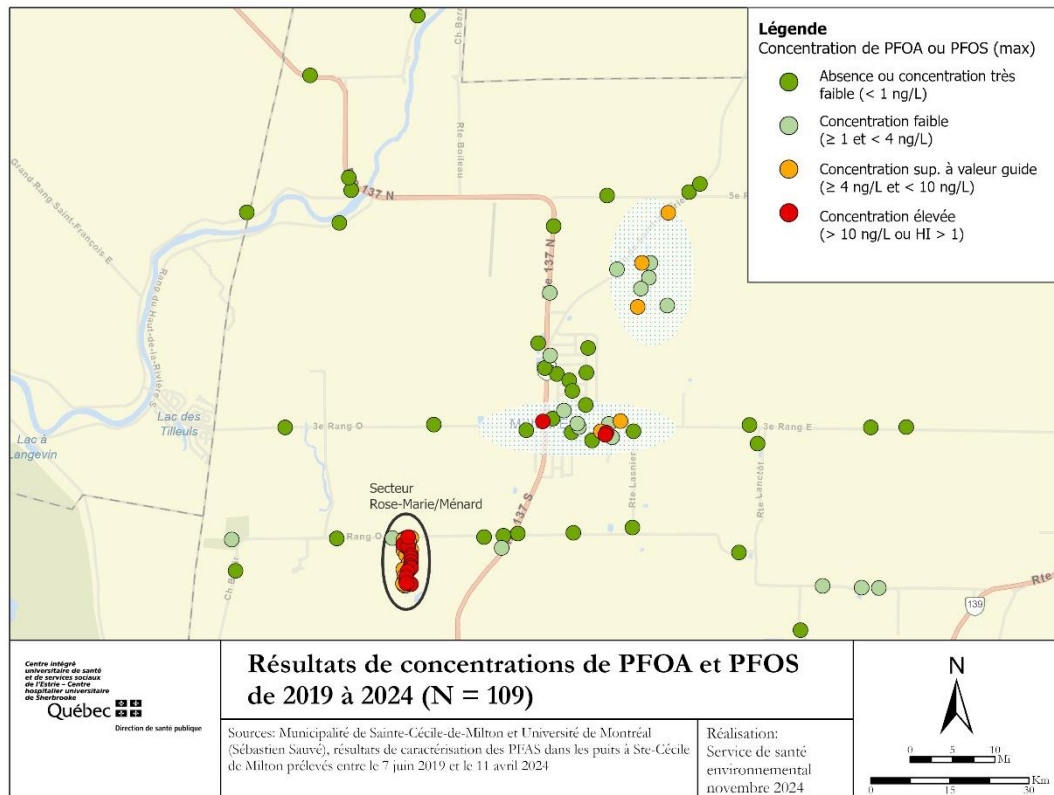 Ch Bere
Rte Boileau
Grand Rang Saint-François E
137 N
5e R
e 137 N
Rang du Haut-de-la-Rivière S
Lac des
Tilleuls
Lac à
Langevin
3e Rang O
3e Rang E
137 S
Rte Lasnier
Rte Lanctôt
Secteur
Rose-Marie/Ménard
Rang O
Rte
139
Légende
Concentration de PFOA ou PFOS (max)
Absence ou concentration très
faible (< 1 ng/L)
Concentration faible
(≥ 1 et < 4 ng/L)
Concentration sup. à valeur guide
(≥ 4 ng/L et < 10 ng/L)
Concentration élevée
(> 10 ng/L ou HI > 1)
Centre intégré
universitaire de santé
et de services sociaux
de l'Estrie – Centre
hospitalier universitaire
de Sherbrooke
Québec
Direction de santé publique
Résultats de concentrations de PFOA et PFOS
de 2019 à 2024 (N = 109)
Sources: Municipalité de Sainte-Cécile-de-Milton et Université de Montréal
(Sébastien Sauvé), résultats de caractérisation des PFAS dans les puits à Ste-Cécile
de Milton prélevés entre le 7 juin 2019 et le 11 avril 2024
Réalisation:
Service de santé
environnemental
novembre 2024
N
0 5 10
Mi
Km
0 15 30